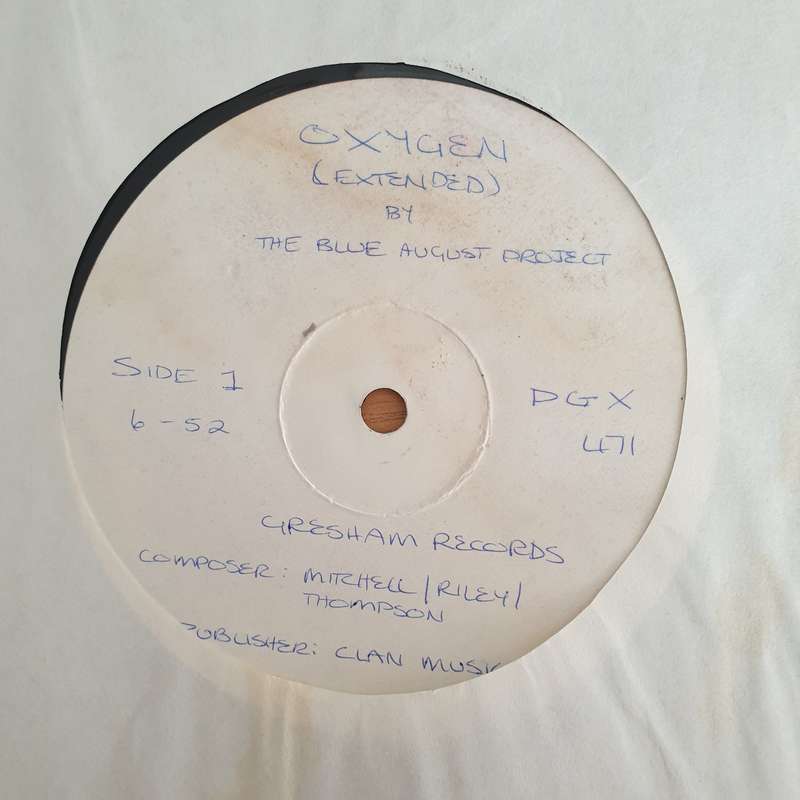 OXYGEN
(EXTENDED)
BY
THE BLUE AUGUST PROJECT
SIDE 1
6-52
DGX
471
GRESHAM RECORDS
COMPOSER: MITCHELL/RILEY/
THOMPSON
PUBLISHER: CLAN MUSIC